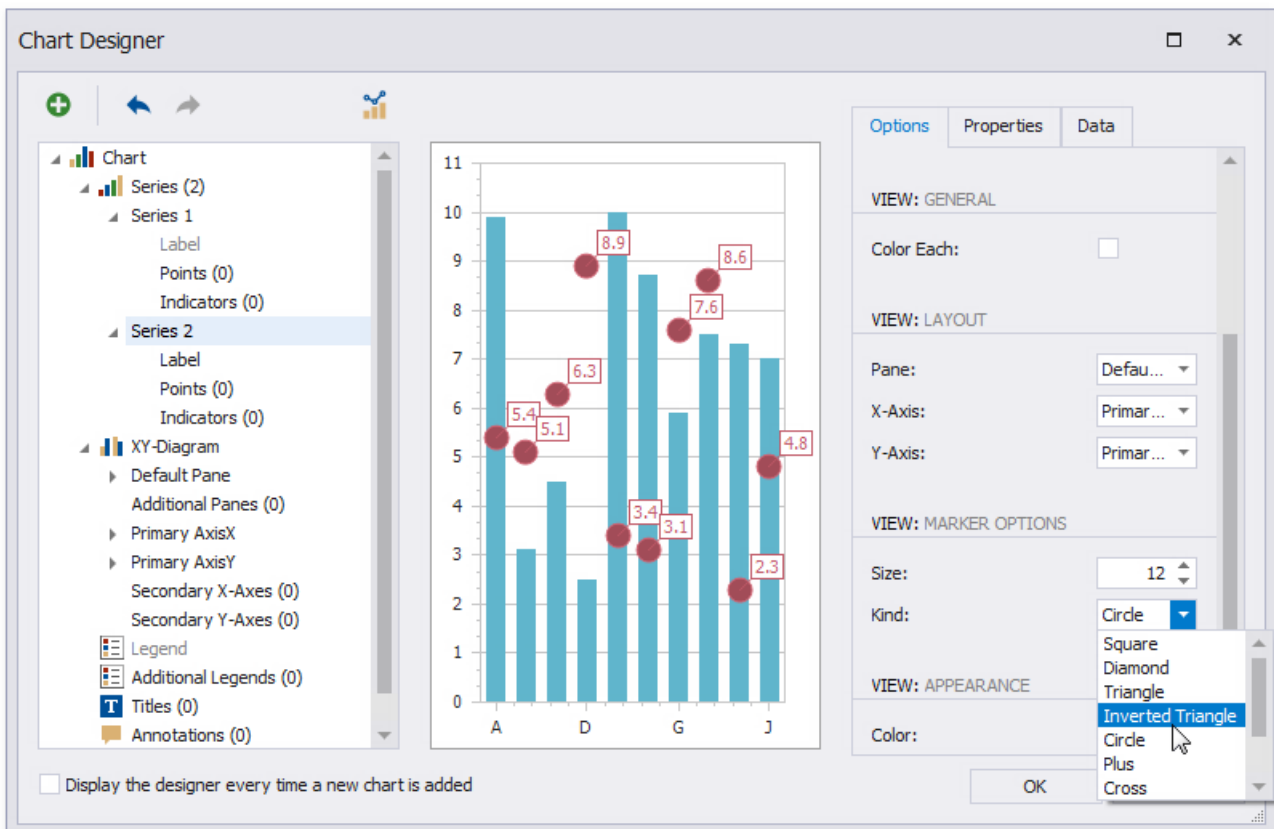 Chart Designer
Chart
Series (2)
Series 1
Label
Points (0)
Indicators (0)
Series 2
Label
Points (0)
Indicators (0)
XY-Diagram
Default Pane
Additional Panes (0)
Primary AxisX
Primary AxisY
Secondary X-Axes (0)
Secondary Y-Axes (0)
Legend
Additional Legends (0)
T Titles (0)
Annotations (0)
11
10
9
8
7
6
5
4
3
2
1
0
8.9
8.6
7.6
6.3
5.4
5.1
4.8
3.4
3.1
2.3
A D G J
Options Properties Data
VIEW: GENERAL
Color Each:
VIEW: LAYOUT
Pane: Defau...
X-Axis: Primar...
Y-Axis: Primar...
VIEW: MARKER OPTIONS
Size: 12
Kind: Circle
Square
Diamond
Triangle
Inverted Triangle
Circle
Plus
Cross
VIEW: APPEARANCE
Color:
Display the designer every time a new chart is added
OK